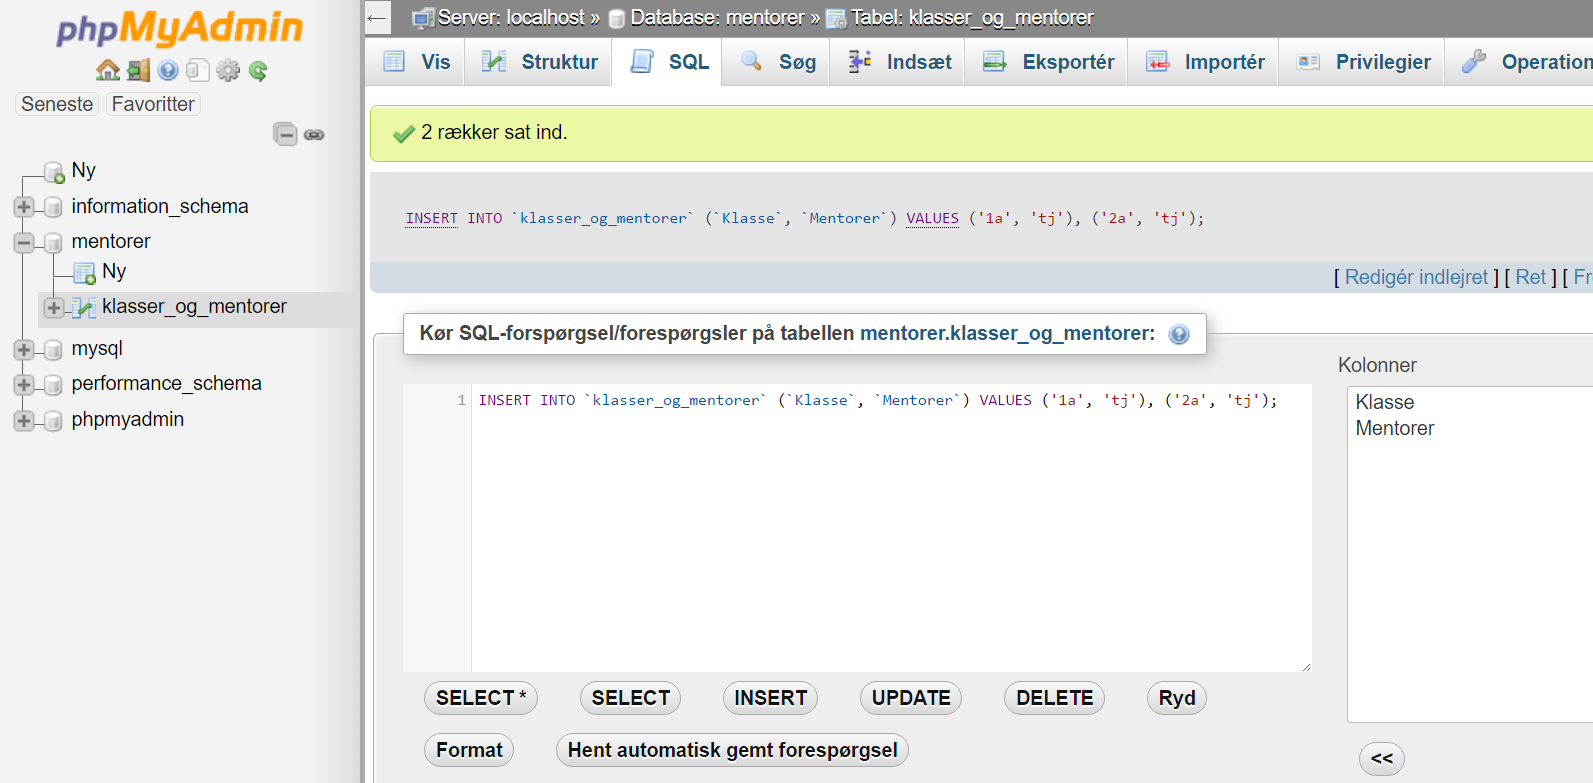 phpMyAdmin
Seneste Favoritter
Ny
information_schema
mentorer
Ny
klasser_og_mentorer
mysql
performance_schema
phpmyadmin
← Server: localhost » Database: mentorer » Tabel: klasser_og_mentorer
Vis Struktur SQL Søg Indsæt Eksportér Importér Privilegier Operation
2 rækker sat ind.
INSERT INTO `klasser_og_mentorer` (`Klasse`, `Mentorer`) VALUES ('1a', 'tj'), ('2a', 'tj');
[ Redigér indlejret ] [ Ret ] [ Fr
Kør SQL-forspørgsel/forespørgsler på tabellen mentorer.klasser_og_mentorer:
1 INSERT INTO `klasser_og_mentorer` (`Klasse`, `Mentorer`) VALUES ('1a', 'tj'), ('2a', 'tj');
Kolonner
Klasse
Mentorer
SELECT * SELECT INSERT UPDATE DELETE Ryd
Format Hent automatisk gemt forespørgsel
<<